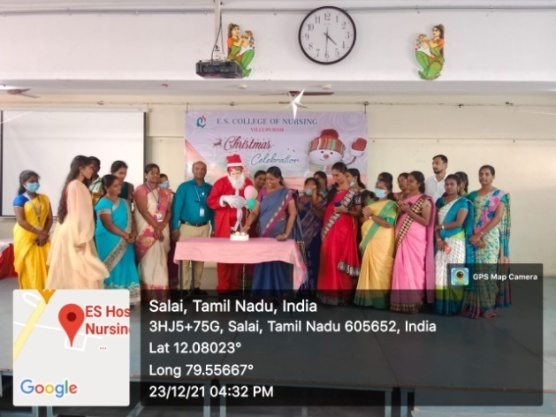 E.S. COLLEGE OF NURSING
VILLUPURAM
Christmas
Celebration
GPS Map Camera
ES Hos
Nursin
...
Google
Salai, Tamil Nadu, India
3HJ5+75G, Salai, Tamil Nadu 605652, India
Lat 12.08023°
Long 79.55667°
23/12/21 04:32 PM